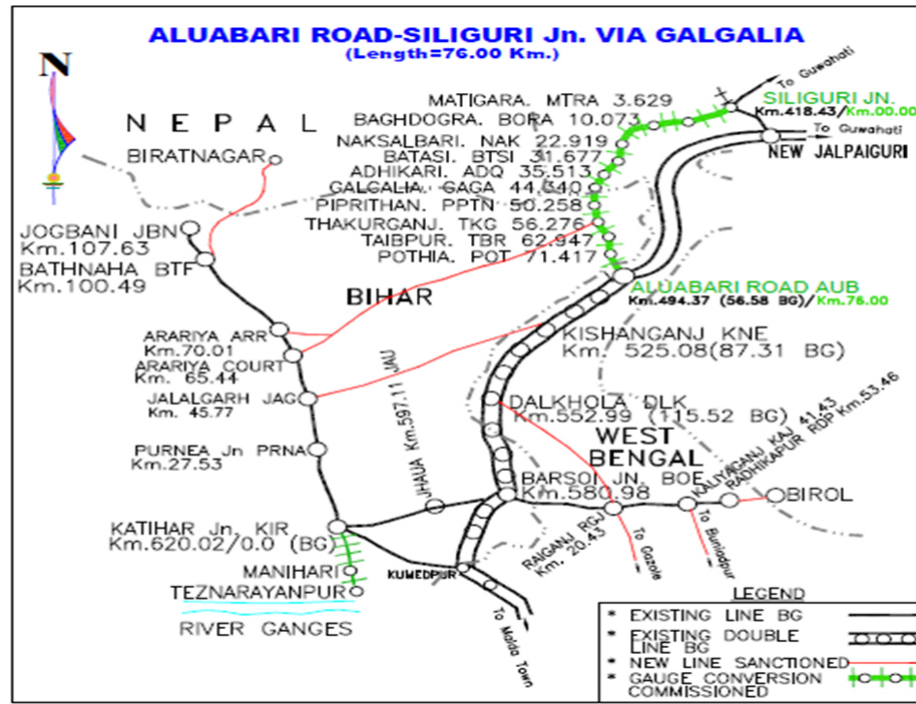 ALUABARI ROAD-SILIGURI Jn. VIA GALGALIA
(Length=76.00 Km.)
N
NEPAL
To Guwahati
MATIGARA. MTRA 3.629
SILIGURI JN.
Km.418.43/Km.00.00
BAGHDOGRA. BORA 10.073
To Guwahati
NEW JALPAIGURI
NAKSALBARI. NAK 22.919
BIRATNAGAR
BATASI. BTSI 31.677
ADHIKARI. ADQ 35.513
GALGALIA. GAGA 44.340
PIPRITHAN. PPTN 50.258
THAKURGANJ. TKG 56.276
TAIBPUR. TBR 62.947
POTHIA. POT 71.417
JOGBANI JBN
Km.107.63
BATHNAHA BTF
Km.100.49
ALUABARI ROAD AUB
Km.494.37 (56.58 BG)/Km.76.00
BIHAR
ARARIYA ARR
Km.70.01
ARARIYA COURT
Km. 65.44
KISHANGANJ KNE
Km. 525.08(87.31 BG)
JALALGARH JAG
Km. 45.77
JHAUA Km.597.11 JAU
DALKHOLA DLK
Km.552.99 (115.52 BG)
WEST
BENGAL
KALIYAGANJ KAJ 41.43
RADHIKAPUR RDP Km.53.46
PURNEA Jn PRNA
Km.27.53
BARSOI JN. BOE
Km.580.98
BIROL
KATIHAR Jn. KIR
Km.620.02/0.0 (BG)
RAIGANJ RGJ
Km. 20.43
To Gazole
To Buniadpur
MANIHARI
KUMEDPUR
TEZNARAYANPUR
RIVER GANGES
To Malda Town
LEGEND
* EXISTING LINE BG
* EXISTING DOUBLE
LINE BG
* NEW LINE SANCTIONED
* GAUGE CONVERSION
COMMISSIONED